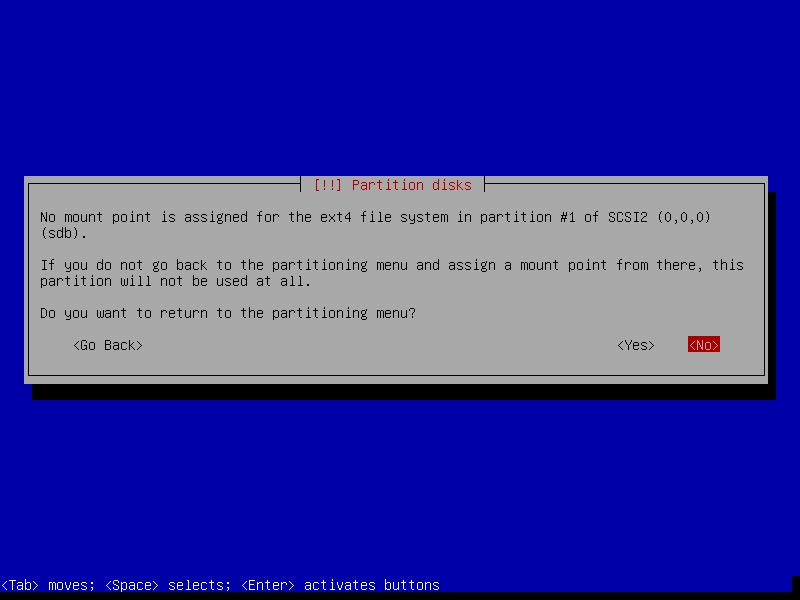 [!!] Partition disks
No mount point is assigned for the ext4 file system in partition #1 of SCSI2 (0,0,0)
(sdb).
If you do not go back to the partitioning menu and assign a mount point from there, this
partition will not be used at all.
Do you want to return to the partitioning menu?
<Go Back> <Yes> <No>
<Tab> moves; <Space> selects; <Enter> activates buttons